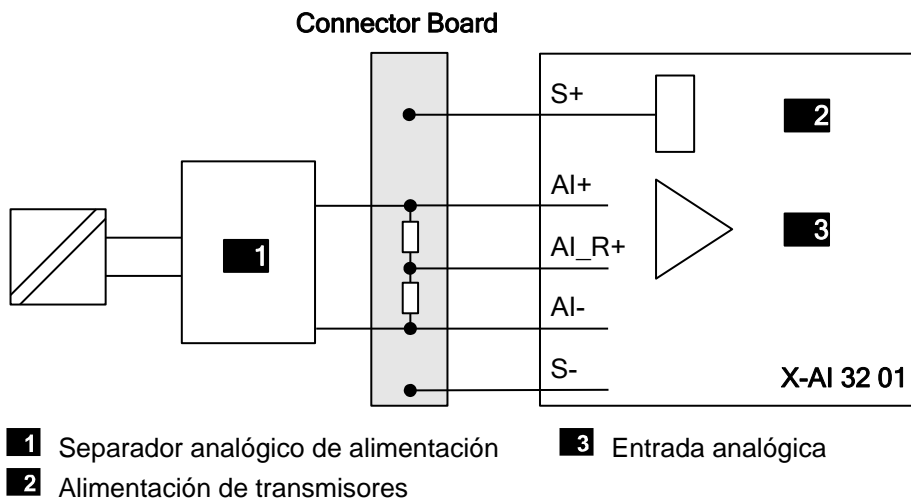 Connector Board
S+
2
AI+
3
1
AI_R+
AI-
S-
X-AI 32 01
1 Separador analógico de alimentación
3 Entrada analógica
2 Alimentación de transmisores